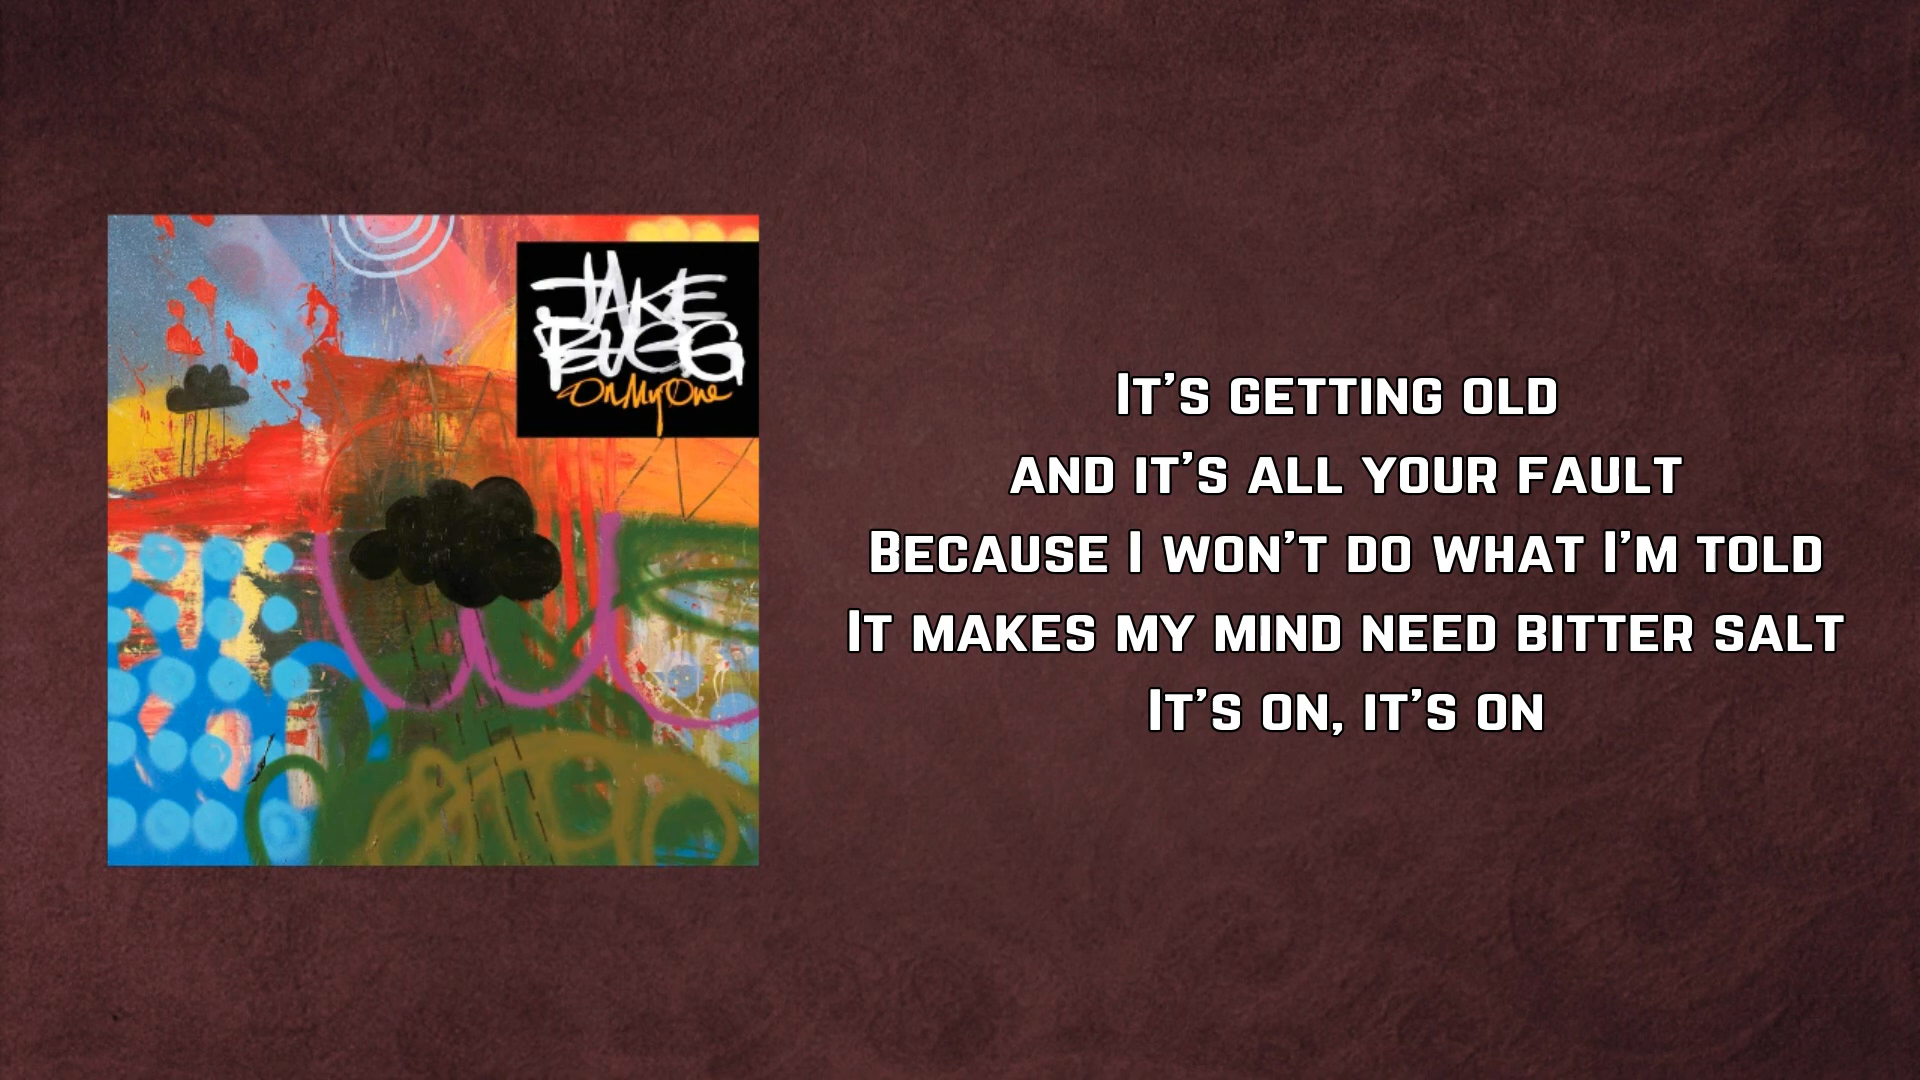 JAKE
BUGG
On My One
It's getting old
and it's all your fault
Because I won't do what I'm told
It makes my mind need bitter salt
It's on, it's on